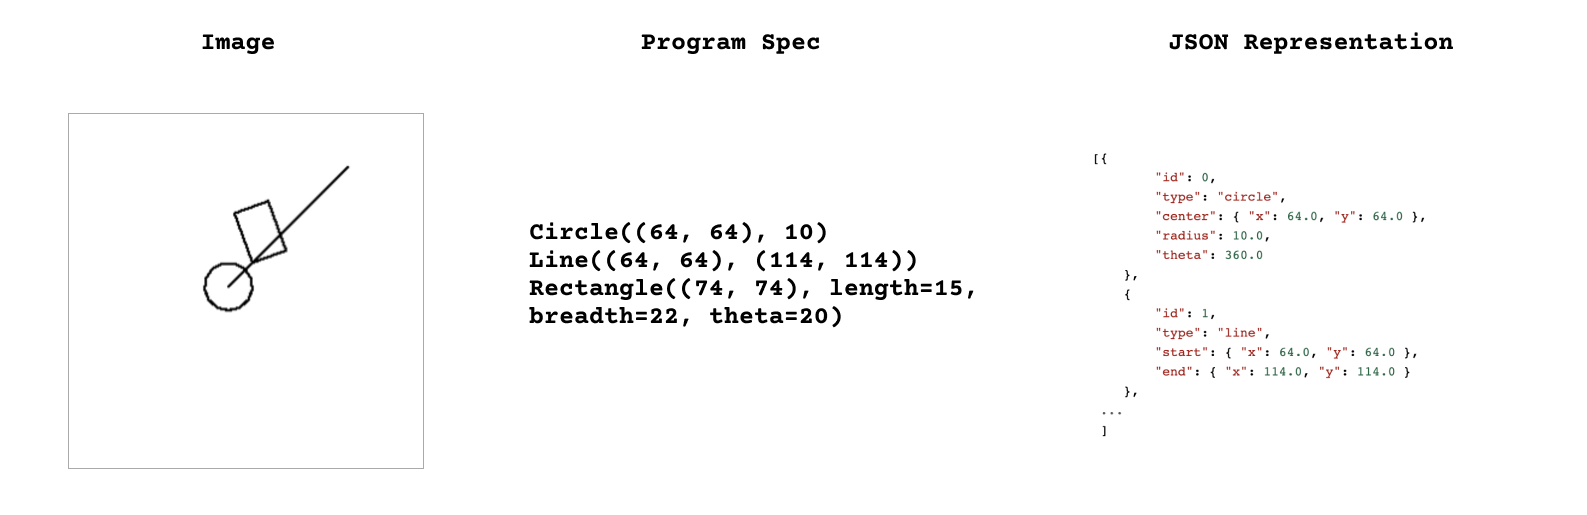 Image
Program Spec
JSON Representation
Circle((64, 64), 10)
Line((64, 64), (114, 114))
Rectangle((74, 74), length=15,
breadth=22, theta=20)
[{
"id": 0,
"type": "circle",
"center": { "x": 64.0, "y": 64.0 },
"radius": 10.0,
"theta": 360.0
},
{
"id": 1,
"type": "line",
"start": { "x": 64.0, "y": 64.0 },
"end": { "x": 114.0, "y": 114.0 }
},
...
]